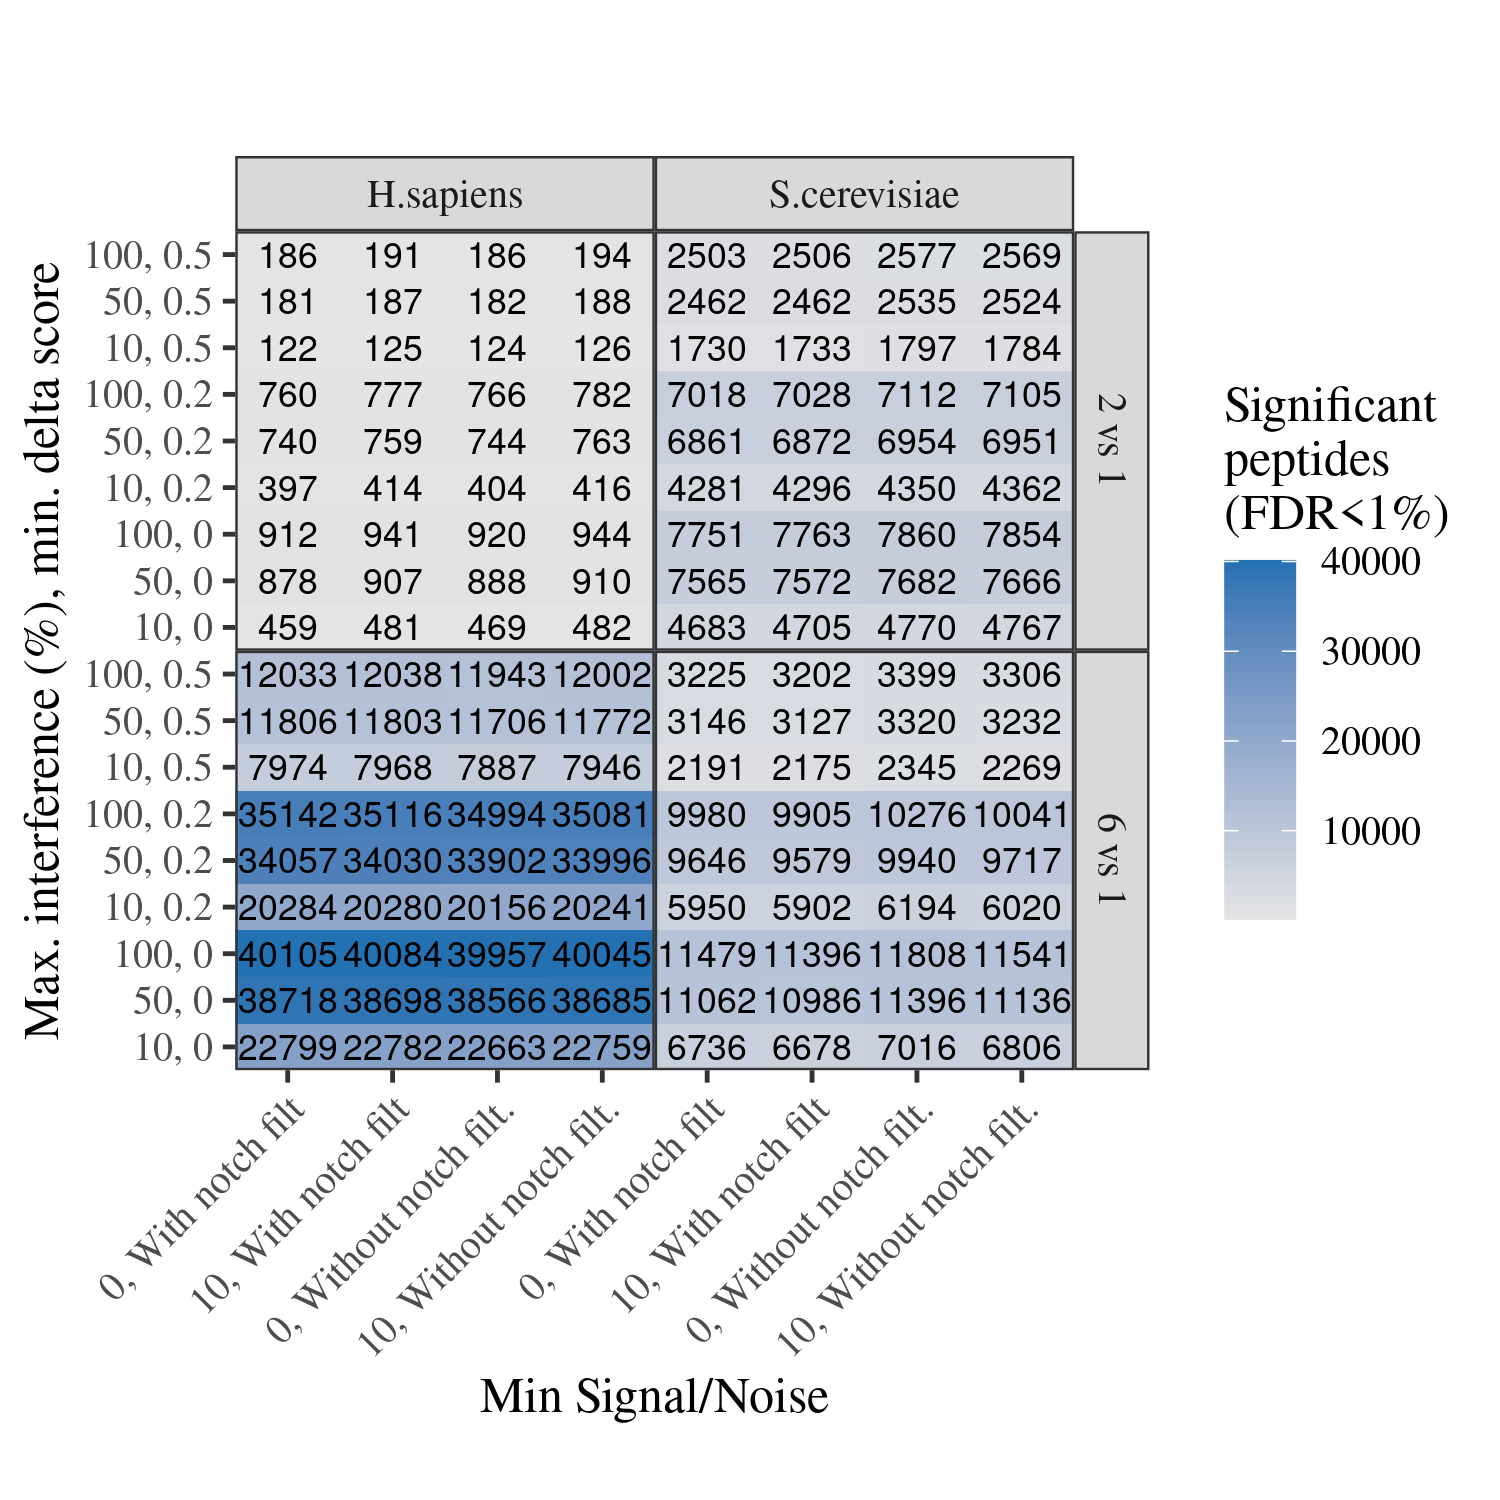 H.sapiens S.cerevisiae
100, 0.5 186 191 186 194 2503 2506 2577 2569
50, 0.5 181 187 182 188 2462 2462 2535 2524
10, 0.5 122 125 124 126 1730 1733 1797 1784
100, 0.2 760 777 766 782 7018 7028 7112 7105
50, 0.2 740 759 744 763 6861 6872 6954 6951
10, 0.2 397 414 404 416 4281 4296 4350 4362
100, 0 912 941 920 944 7751 7763 7860 7854
50, 0 878 907 888 910 7565 7572 7682 7666
10, 0 459 481 469 482 4683 4705 4770 4767
2 vs 1
100, 0.5 12033 12038 11943 12002 3225 3202 3399 3306
50, 0.5 11806 11803 11706 11772 3146 3127 3320 3232
10, 0.5 7974 7968 7887 7946 2191 2175 2345 2269
100, 0.2 35142 35116 34994 35081 9980 9905 10276 10041
50, 0.2 34057 34030 33902 33996 9646 9579 9940 9717
10, 0.2 20284 20280 20156 20241 5950 5902 6194 6020
100, 0 40105 40084 39957 40045 11479 11396 11808 11541
50, 0 38718 38698 38566 38685 11062 10986 11396 11136
10, 0 22799 22782 22663 22759 6736 6678 7016 6806
6 vs 1
Max. interference (%), min. delta score
0, With notch filt
10, With notch filt
0, Without notch filt.
10, Without notch filt.
0, With notch filt
10, With notch filt
0, Without notch filt.
10, Without notch filt.
Min Signal/Noise
Significant
peptides
(FDR<1%)
40000
30000
20000
10000